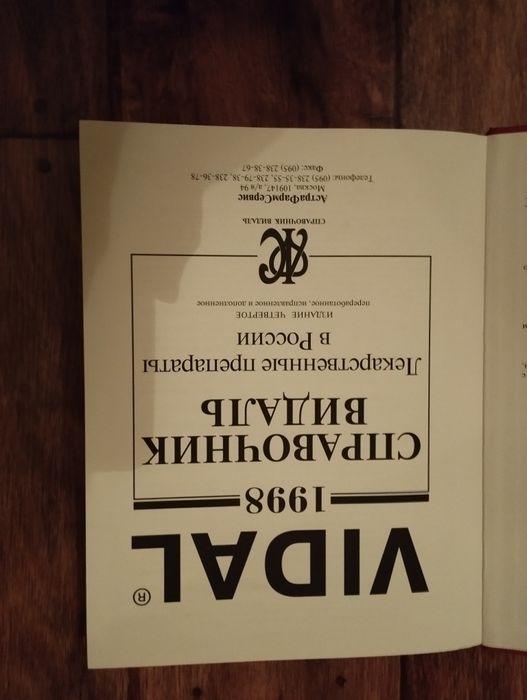 VIDAL®
1998
СПРАВОЧНИК
ВИДАЛЬ
Лекарственные препараты
в России
ИЗДАНИЕ ЧЕТВЕРТОЕ
переработанное, исправленное и дополненное
СПРАВОЧНИК ВИДАЛЬ
АстраФармСервис
Москва, 109147, а/я 94
Телефоны: (095) 238-35-55, 238-79-38, 238-36-78
Факс: (095) 238-38-67